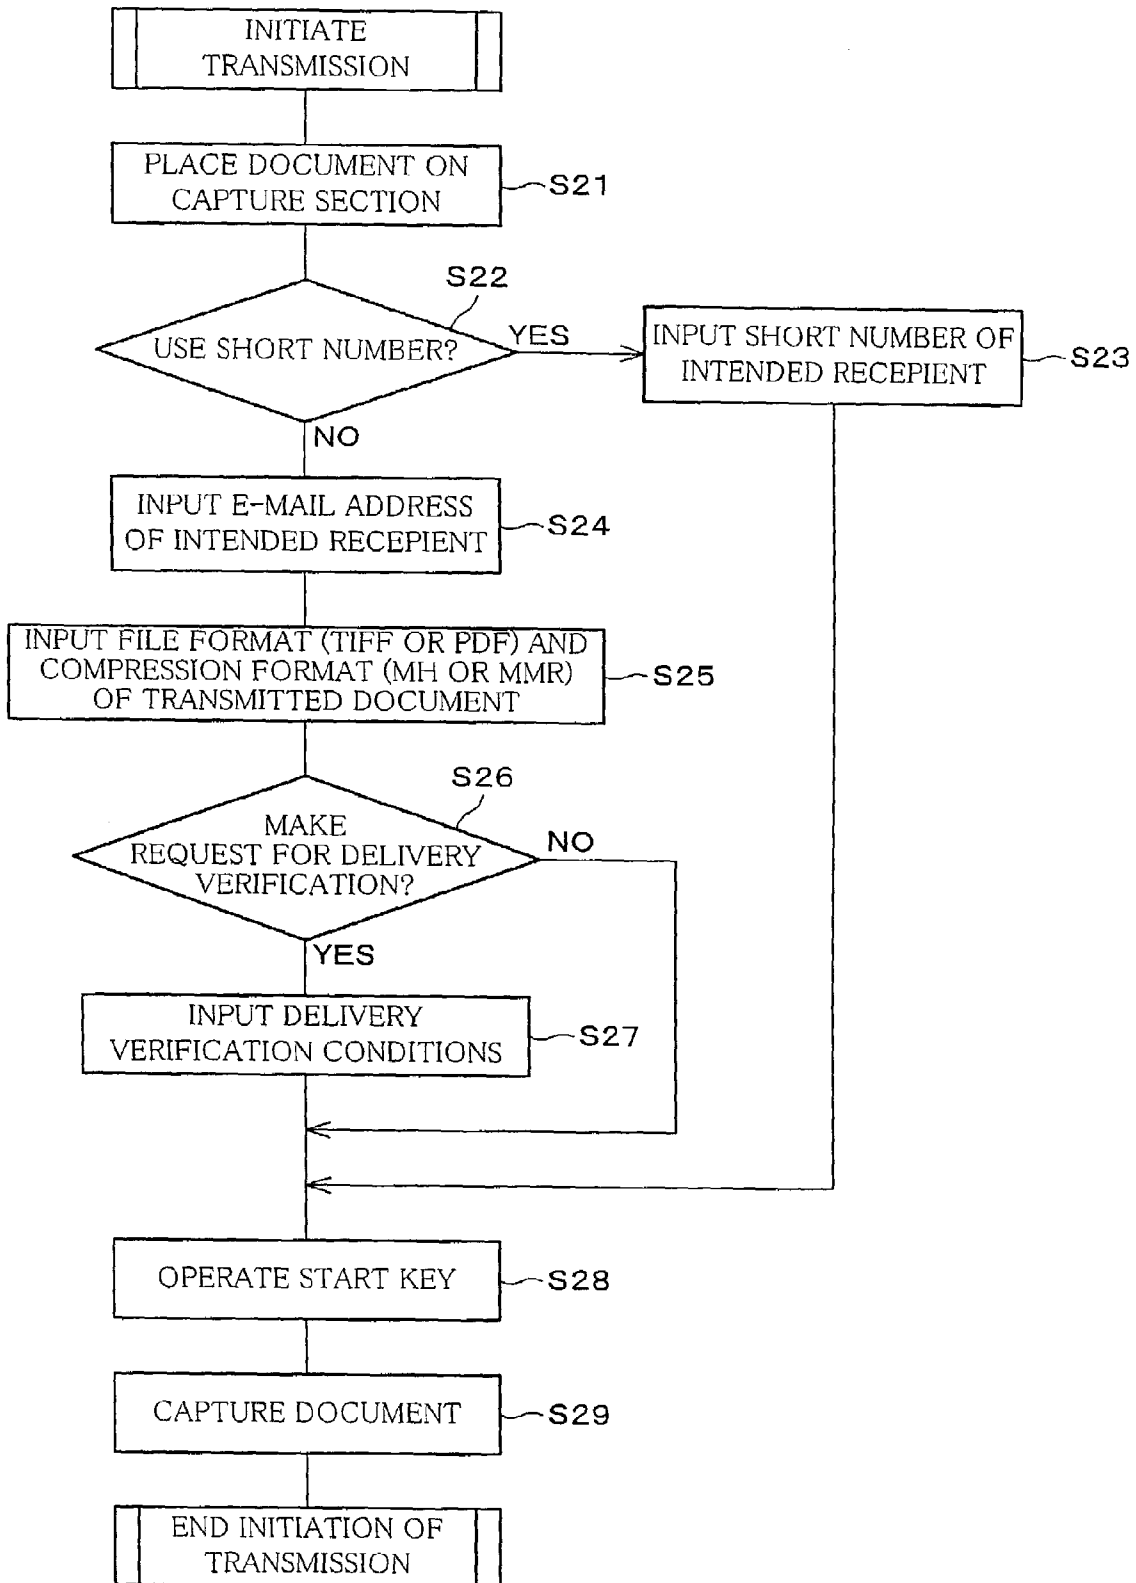 INITIATE
TRANSMISSION
PLACE DOCUMENT ON
CAPTURE SECTION
S21
S22
USE SHORT NUMBER?
YES
INPUT SHORT NUMBER OF
INTENDED RECEPIENT
S23
NO
INPUT E-MAIL ADDRESS
OF INTENDED RECEPIENT
S24
INPUT FILE FORMAT (TIFF OR PDF) AND
COMPRESSION FORMAT (MH OR MMR)
OF TRANSMITTED DOCUMENT
S25
S26
MAKE
REQUEST FOR DELIVERY
VERIFICATION?
NO
YES
INPUT DELIVERY
VERIFICATION CONDITIONS
S27
OPERATE START KEY
S28
CAPTURE DOCUMENT
S29
END INITIATION OF
TRANSMISSION